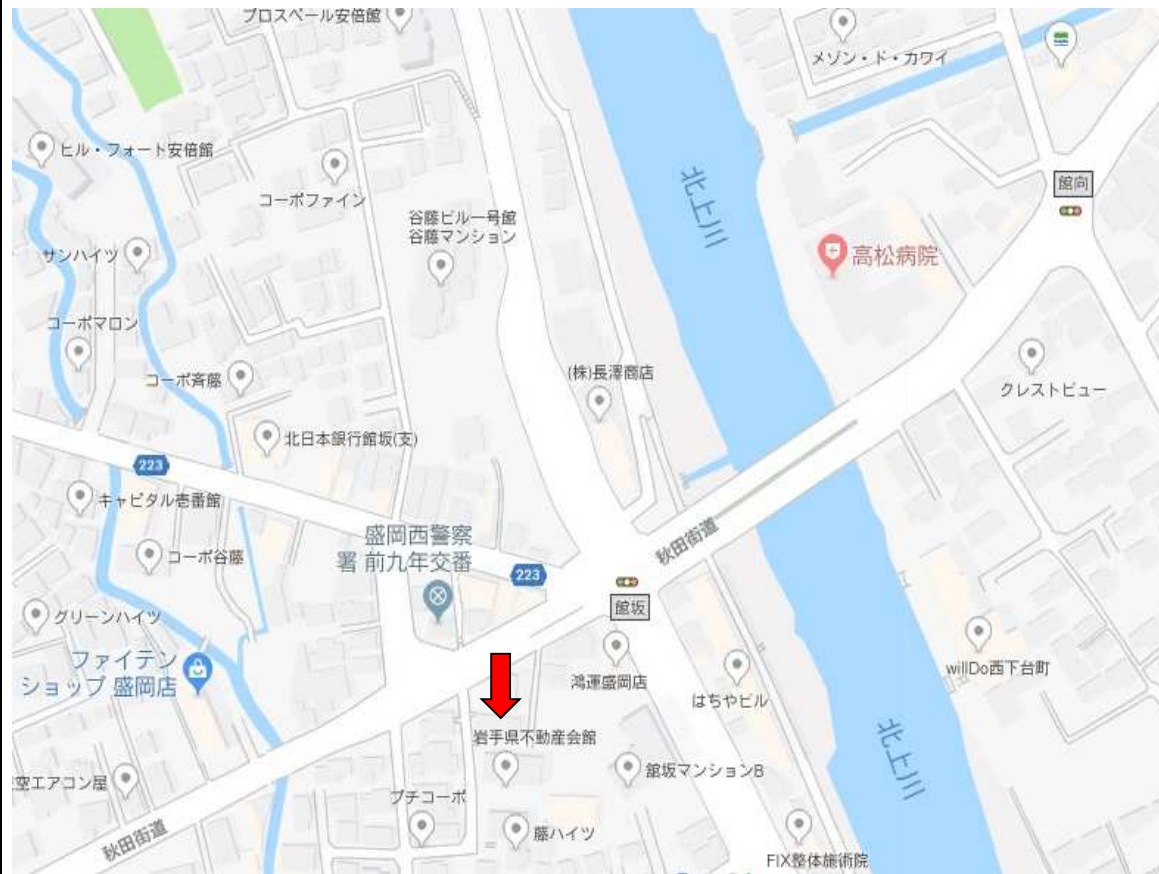 プロスペール安倍館
メゾン・ド・カワイ
ヒル・フォート安倍館
コーポファイン
館向
北上川
谷藤ビル一号館
谷藤マンション
サンハイツ
高松病院
コーポマロン
コーポ斉藤
(株)長澤商店
クレストビュー
北日本銀行館坂(支)
223
キャピタル壱番館
秋田街道
盛岡西警察
署 前九年交番
コーポ谷藤
223
館坂
グリーンハイツ
ファイテン
ショップ 盛岡店
鴻運盛岡店
はちやビル
willDo西下台町
岩手県不動産会館
北上川
空エアコン屋
館坂マンションB
プチコーポ
藤ハイツ
秋田街道
FIX整体施術院